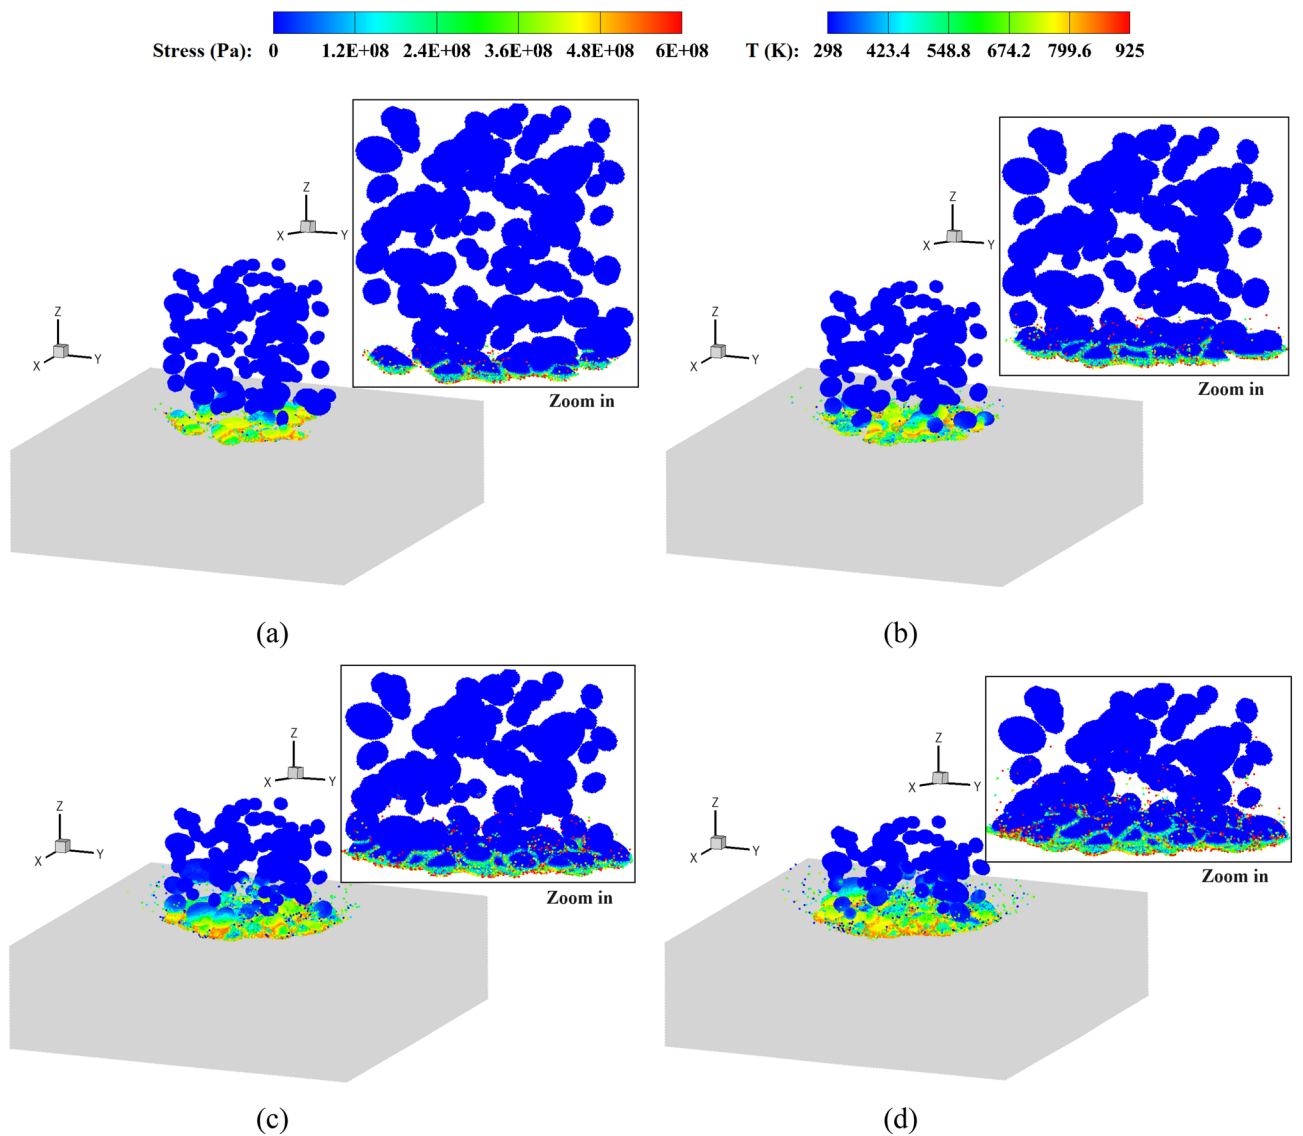 Stress (Pa): 0 1.2E+08 2.4E+08 3.6E+08 4.8E+08 6E+08
T (K): 298 423.4 548.8 674.2 799.6 925
Z
X
Y
Z
X
Y
Zoom in
(a)
Z
X
Y
Z
X
Y
Zoom in
(b)
Z
X
Y
Z
X
Y
Zoom in
(c)
Z
X
Y
Z
X
Y
Zoom in
(d)